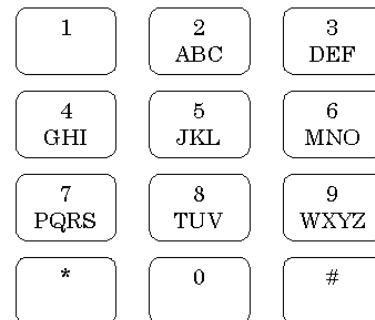 1 2 3
ABC DEF
4 5 6
GHI JKL MNO
7 8 9
PQRS TUV WXYZ
* 0 #